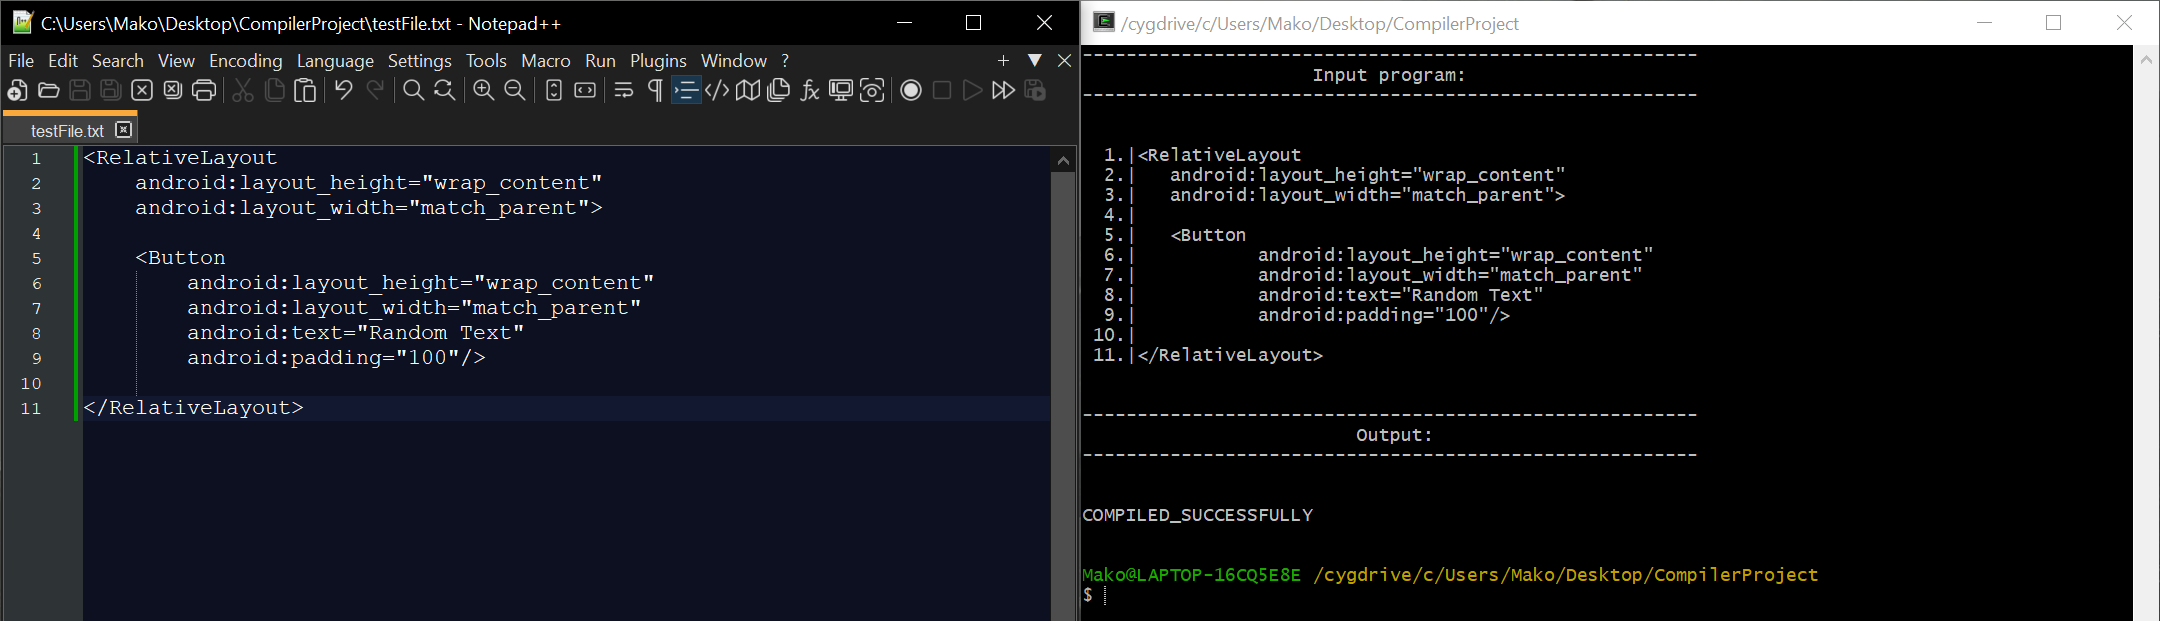 C:\Users\Mako\Desktop\CompilerProject\testFile.txt - Notepad++
File Edit Search View Encoding Language Settings Tools Macro Run Plugins Window ?
testFile.txt
1 <RelativeLayout
2     android:layout_height="wrap_content"
3     android:layout_width="match_parent">
4
5     <Button
6         android:layout_height="wrap_content"
7         android:layout_width="match_parent"
8         android:text="Random Text"
9         android:padding="100"/>
10
11 </RelativeLayout>
/cygdrive/c/Users/Mako/Desktop/CompilerProject
--------------------------------------------------------
Input program:
--------------------------------------------------------
1.|<RelativeLayout
2.|   android:layout_height="wrap_content"
3.|   android:layout_width="match_parent">
4.|
5.|   <Button
6.|           android:layout_height="wrap_content"
7.|           android:layout_width="match_parent"
8.|           android:text="Random Text"
9.|           android:padding="100"/>
10.|
11.|</RelativeLayout>
--------------------------------------------------------
Output:
--------------------------------------------------------
COMPILED_SUCCESSFULLY
Mako@LAPTOP-16CQ5E8E /cygdrive/c/Users/Mako/Desktop/CompilerProject
$